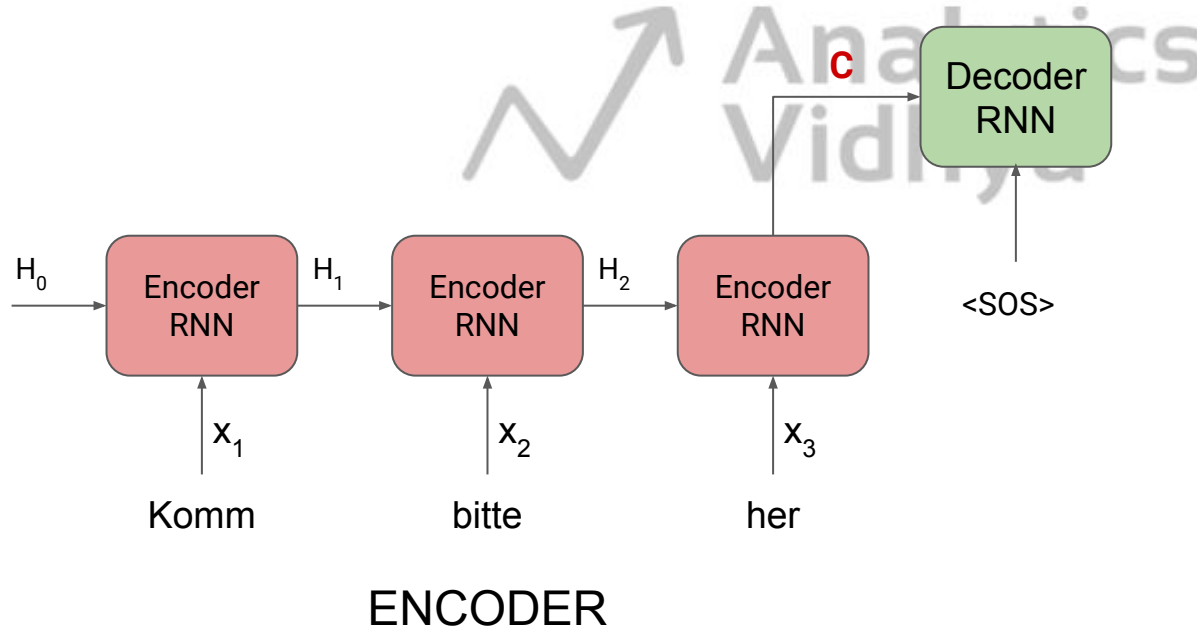 Analytics
Vidhya
C
Decoder
RNN
H₀
Encoder
RNN
H₁
Encoder
RNN
H₂
Encoder
RNN
<SOS>
x₁
x₂
x₃
Komm
bitte
her
ENCODER